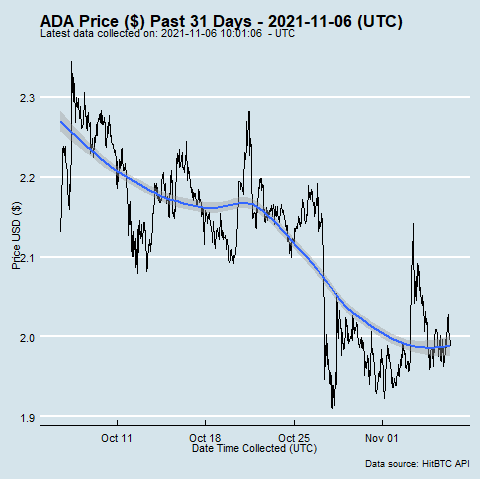 ADA Price ($) Past 31 Days - 2021-11-06 (UTC)
Latest data collected on: 2021-11-06 10:01:06 - UTC
Price USD ($)
2.3
2.2
2.1
2.0
1.9
Oct 11 Oct 18 Oct 25 Nov 01
Date Time Collected (UTC)
Data source: HitBTC API